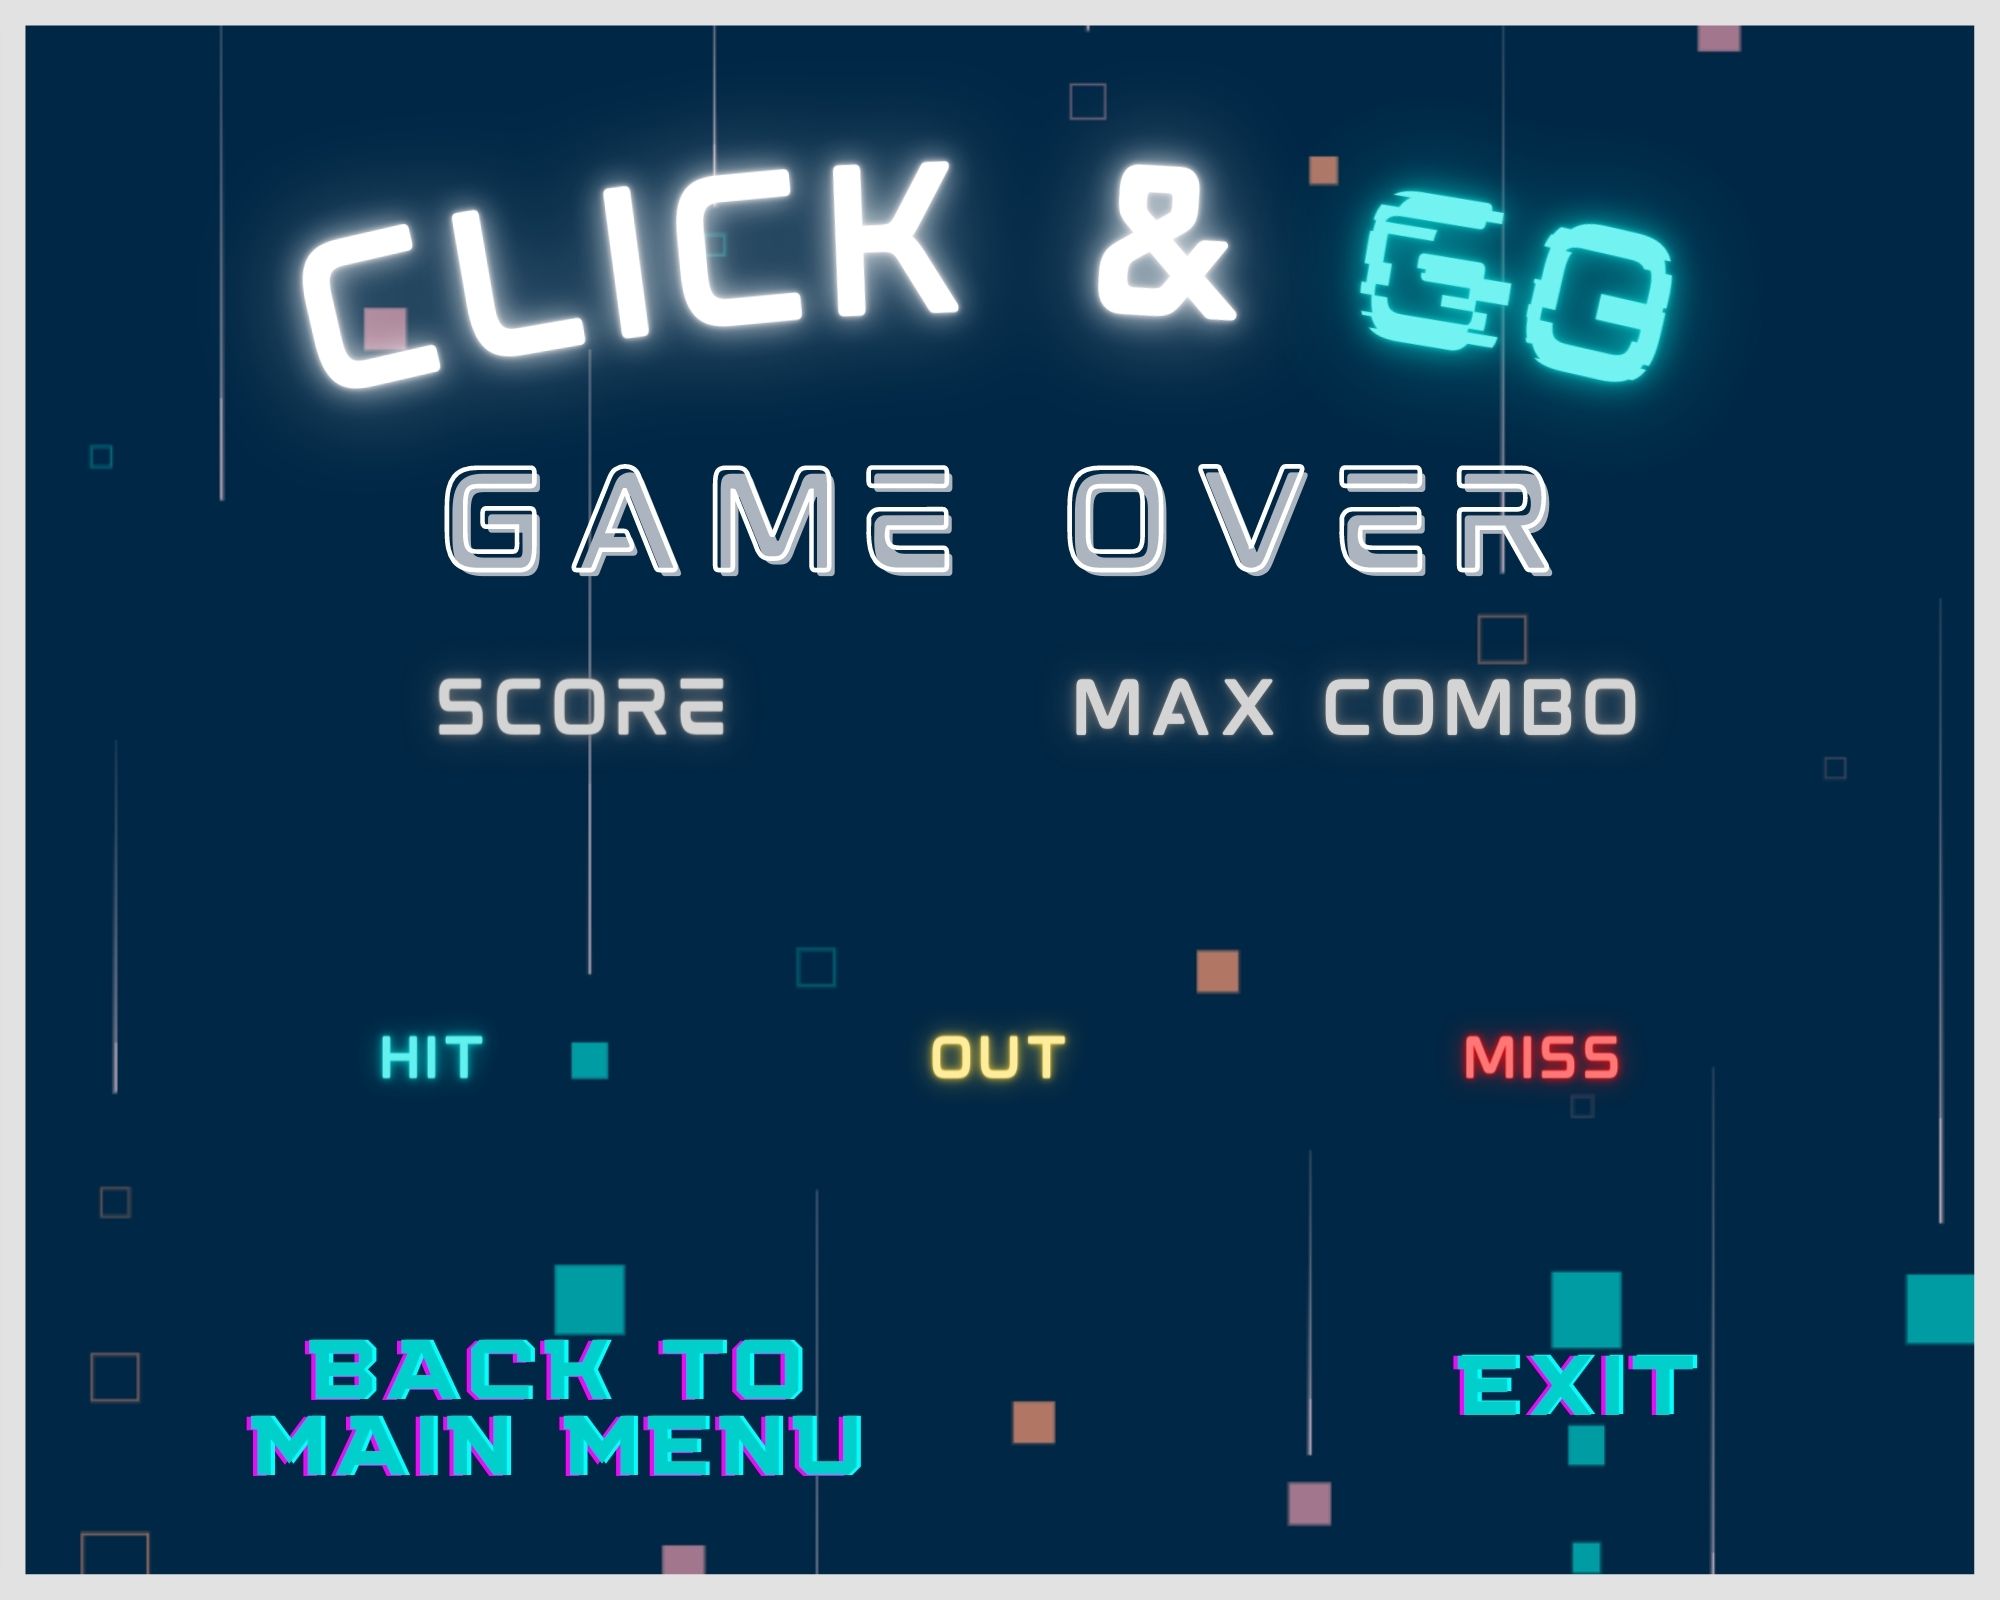 CLICK & GO
GAME OVER
SCORE MAX COMBO
HIT OUT MISS
BACK TO
MAIN MENU
EXIT